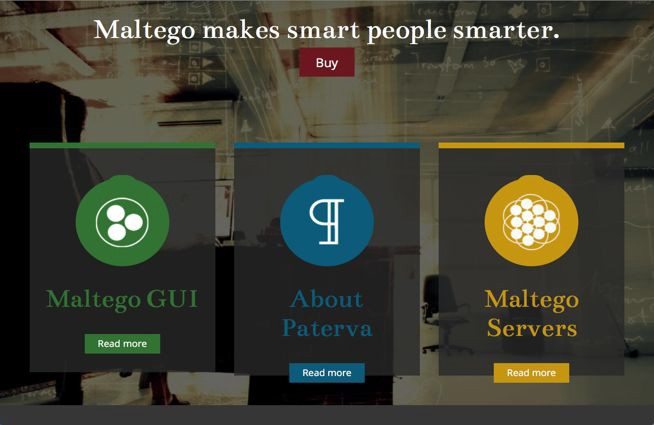 Maltego makes smart people smarter.
Buy
Maltego GUI
Read more
About
Paterva
Read more
Maltego
Servers
Read more